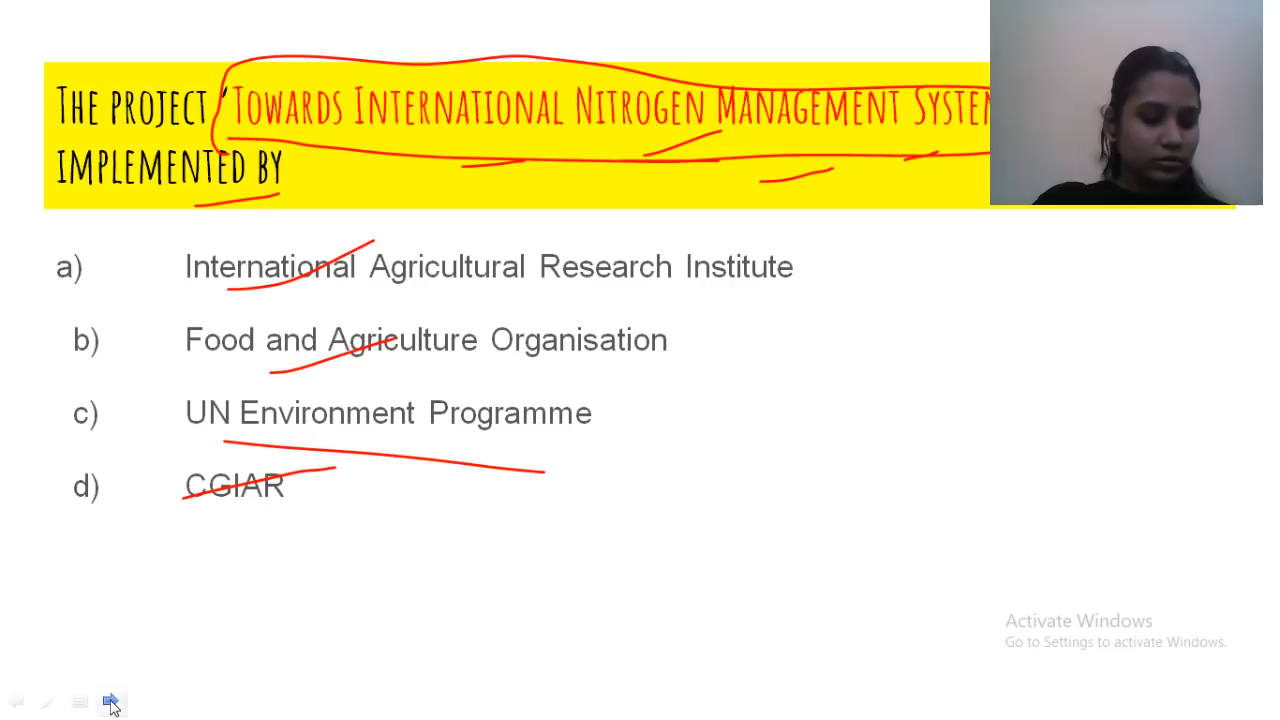 The project ‘Towards International Nitrogen Management System
implemented by
a) International Agricultural Research Institute
b) Food and Agriculture Organisation
c) UN Environment Programme
d) CGIAR
Activate Windows
Go to Settings to activate Windows.